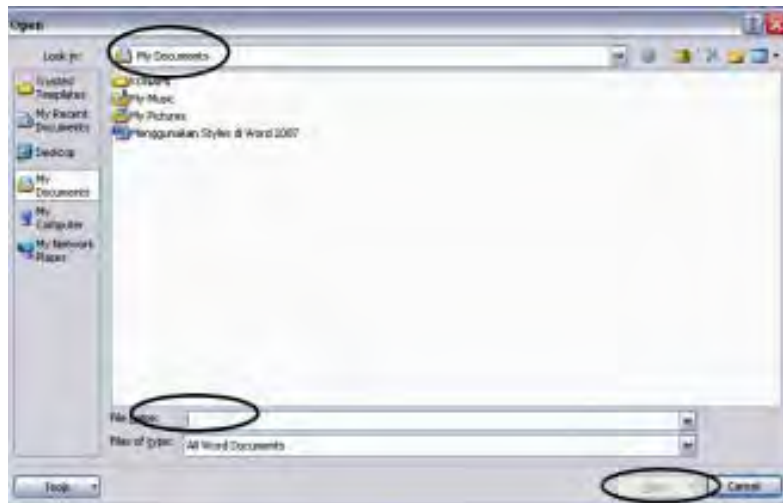 Open
Look in: My Documents
Trusted Templates
My Recent Documents
Desktop
My Documents
My Computer
My Network Places
My Music
My Pictures
Menggunakan Styles di Word 2007
File name:
Files of type: All Word Documents
Tools
Cancel